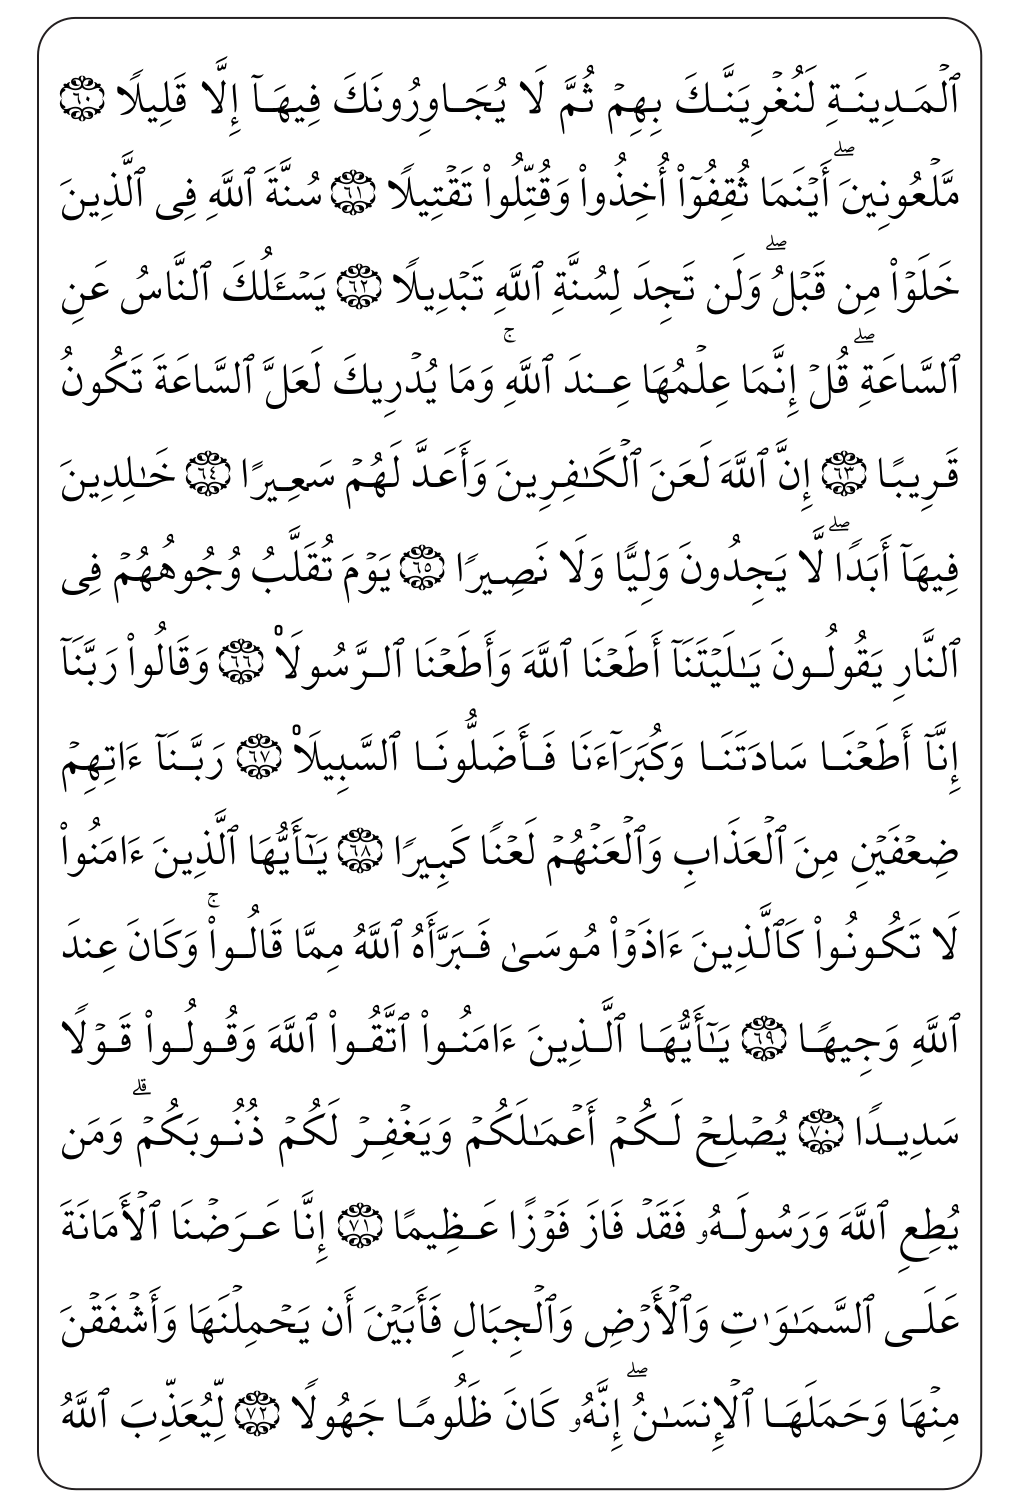 ٱلْمَدِينَةِ لَنُغْرِيَنَّكَ بِهِمْ ثُمَّ لَا يُجَاوِرُونَكَ فِيهَآ إِلَّا قَلِيلًا ٦٠
مَّلْعُونِينَۖ أَيْنَمَا ثُقِفُوٓا۟ أُخِذُوا۟ وَقُتِّلُوا۟ تَقْتِيلًا ٦١ سُنَّةَ ٱللَّهِ فِى ٱلَّذِينَ
خَلَوْا۟ مِن قَبْلُۖ وَلَن تَجِدَ لِسُنَّةِ ٱللَّهِ تَبْدِيلًا ٦٢ يَسْـَٔلُكَ ٱلنَّاسُ عَنِ
ٱلسَّاعَةِۖ قُلْ إِنَّمَا عِلْمُهَا عِندَ ٱللَّهِۚ وَمَا يُدْرِيكَ لَعَلَّ ٱلسَّاعَةَ تَكُونُ
قَرِيبًا ٦٣ إِنَّ ٱللَّهَ لَعَنَ ٱلْكَـٰفِرِينَ وَأَعَدَّ لَهُمْ سَعِيرًا ٦٤ خَـٰلِدِينَ
فِيهَآ أَبَدًاۖ لَّا يَجِدُونَ وَلِيًّا وَلَا نَصِيرًا ٦٥ يَوْمَ تُقَلَّبُ وُجُوهُهُمْ فِى
ٱلنَّارِ يَقُولُونَ يَـٰلَيْتَنَآ أَطَعْنَا ٱللَّهَ وَأَطَعْنَا ٱلرَّسُولَا۠ ٦٦ وَقَالُوا۟ رَبَّنَآ
إِنَّآ أَطَعْنَا سَادَتَنَا وَكُبَرَآءَنَا فَأَضَلُّونَا ٱلسَّبِيلَا۠ ٦٧ رَبَّنَآ ءَاتِهِمْ
ضِعْفَيْنِ مِنَ ٱلْعَذَابِ وَٱلْعَنْهُمْ لَعْنًا كَبِيرًا ٦٨ يَـٰٓأَيُّهَا ٱلَّذِينَ ءَامَنُوا۟
لَا تَكُونُوا۟ كَٱلَّذِينَ ءَاذَوْا۟ مُوسَىٰ فَبَرَّأَهُ ٱللَّهُ مِمَّا قَالُوا۟ۚ وَكَانَ عِندَ
ٱللَّهِ وَجِيهًا ٦٩ يَـٰٓأَيُّهَا ٱلَّذِينَ ءَامَنُوا۟ ٱتَّقُوا۟ ٱللَّهَ وَقُولُوا۟ قَوْلًا
سَدِيدًا ٧٠ يُصْلِحْ لَكُمْ أَعْمَـٰلَكُمْ وَيَغْفِرْ لَكُمْ ذُنُوبَكُمْۗ وَمَن
يُطِعِ ٱللَّهَ وَرَسُولَهُۥ فَقَدْ فَازَ فَوْزًا عَظِيمًا ٧١ إِنَّا عَرَضْنَا ٱلْأَمَانَةَ
عَلَى ٱلسَّمَـٰوَٰتِ وَٱلْأَرْضِ وَٱلْجِبَالِ فَأَبَيْنَ أَن يَحْمِلْنَهَا وَأَشْفَقْنَ
مِنْهَا وَحَمَلَهَا ٱلْإِنسَـٰنُۖ إِنَّهُۥ كَانَ ظَلُومًا جَهُولًا ٧٢ لِّيُعَذِّبَ ٱللَّهُ